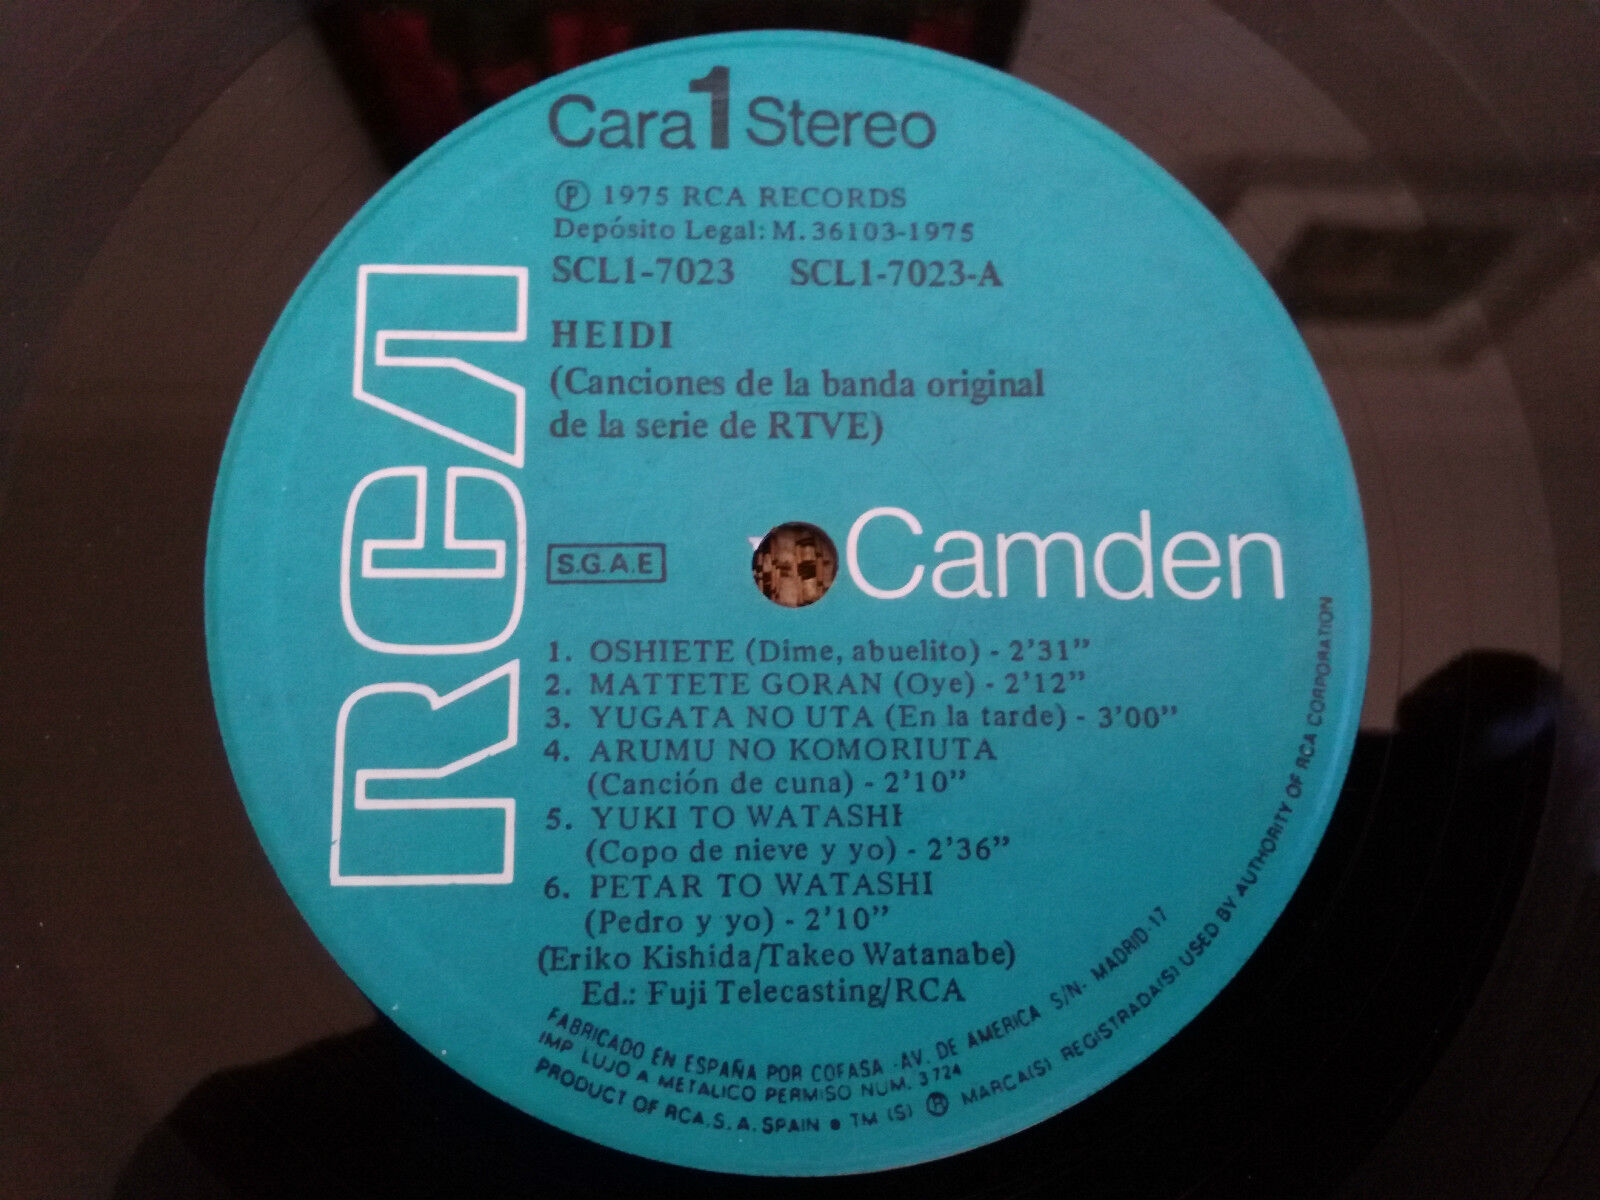 Cara 1 Stereo
Ⓟ 1975 RCA RECORDS
Depósito Legal: M. 36103-1975
SCL1-7023 SCL1-7023-A
HEIDI
(Canciones de la banda original
de la serie de RTVE)
RCA
S.G.A.E
Camden
1. OSHIETE (Dime, abuelito) - 2’31”
2. MATTETE GORAN (Oye) - 2’12”
3. YUGATA NO UTA (En la tarde) - 3’00”
4. ARUMU NO KOMORIUTA
(Canción de cuna) - 2’10”
5. YUKI TO WATASHI
(Copo de nieve y yo) - 2’36”
6. PETAR TO WATASHI
(Pedro y yo) - 2’10”
(Eriko Kishida/Takeo Watanabe)
Ed.: Fuji Telecasting/RCA
FABRICADO EN ESPAÑA POR COFASA - AV. DE AMERICA S/N- MADRID-17
IMP LUJO A METALICO PERMISO NUM. 3724
PRODUCT OF RCA. S. A. SPAIN ● TM (S) ® MARCA(S) REGISTRADA(S) USED BY AUTHORITY OF RCA CORPORATION